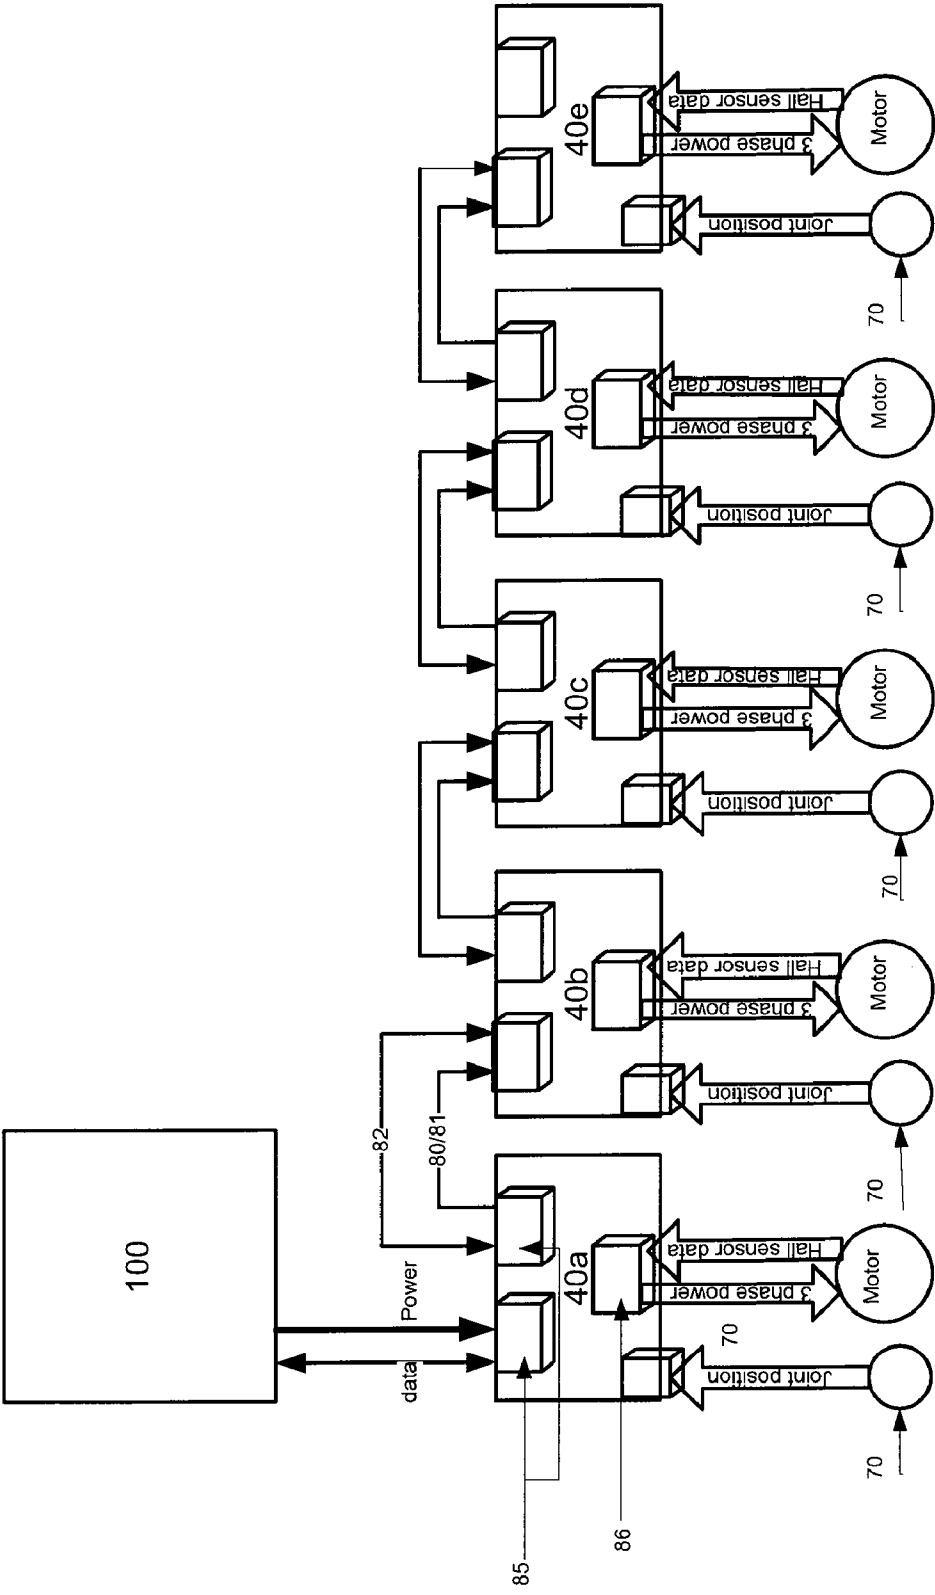 100
data
Power
82
80/81
85
86
40a
40b
40c
40d
40e
Joint position
3 phase power
Hall sensor data
Joint position
3 phase power
Hall sensor data
Joint position
3 phase power
Hall sensor data
Joint position
3 phase power
Hall sensor data
Joint position
3 phase power
Hall sensor data
70
70
Motor
70
Motor
70
Motor
70
Motor
70
Motor